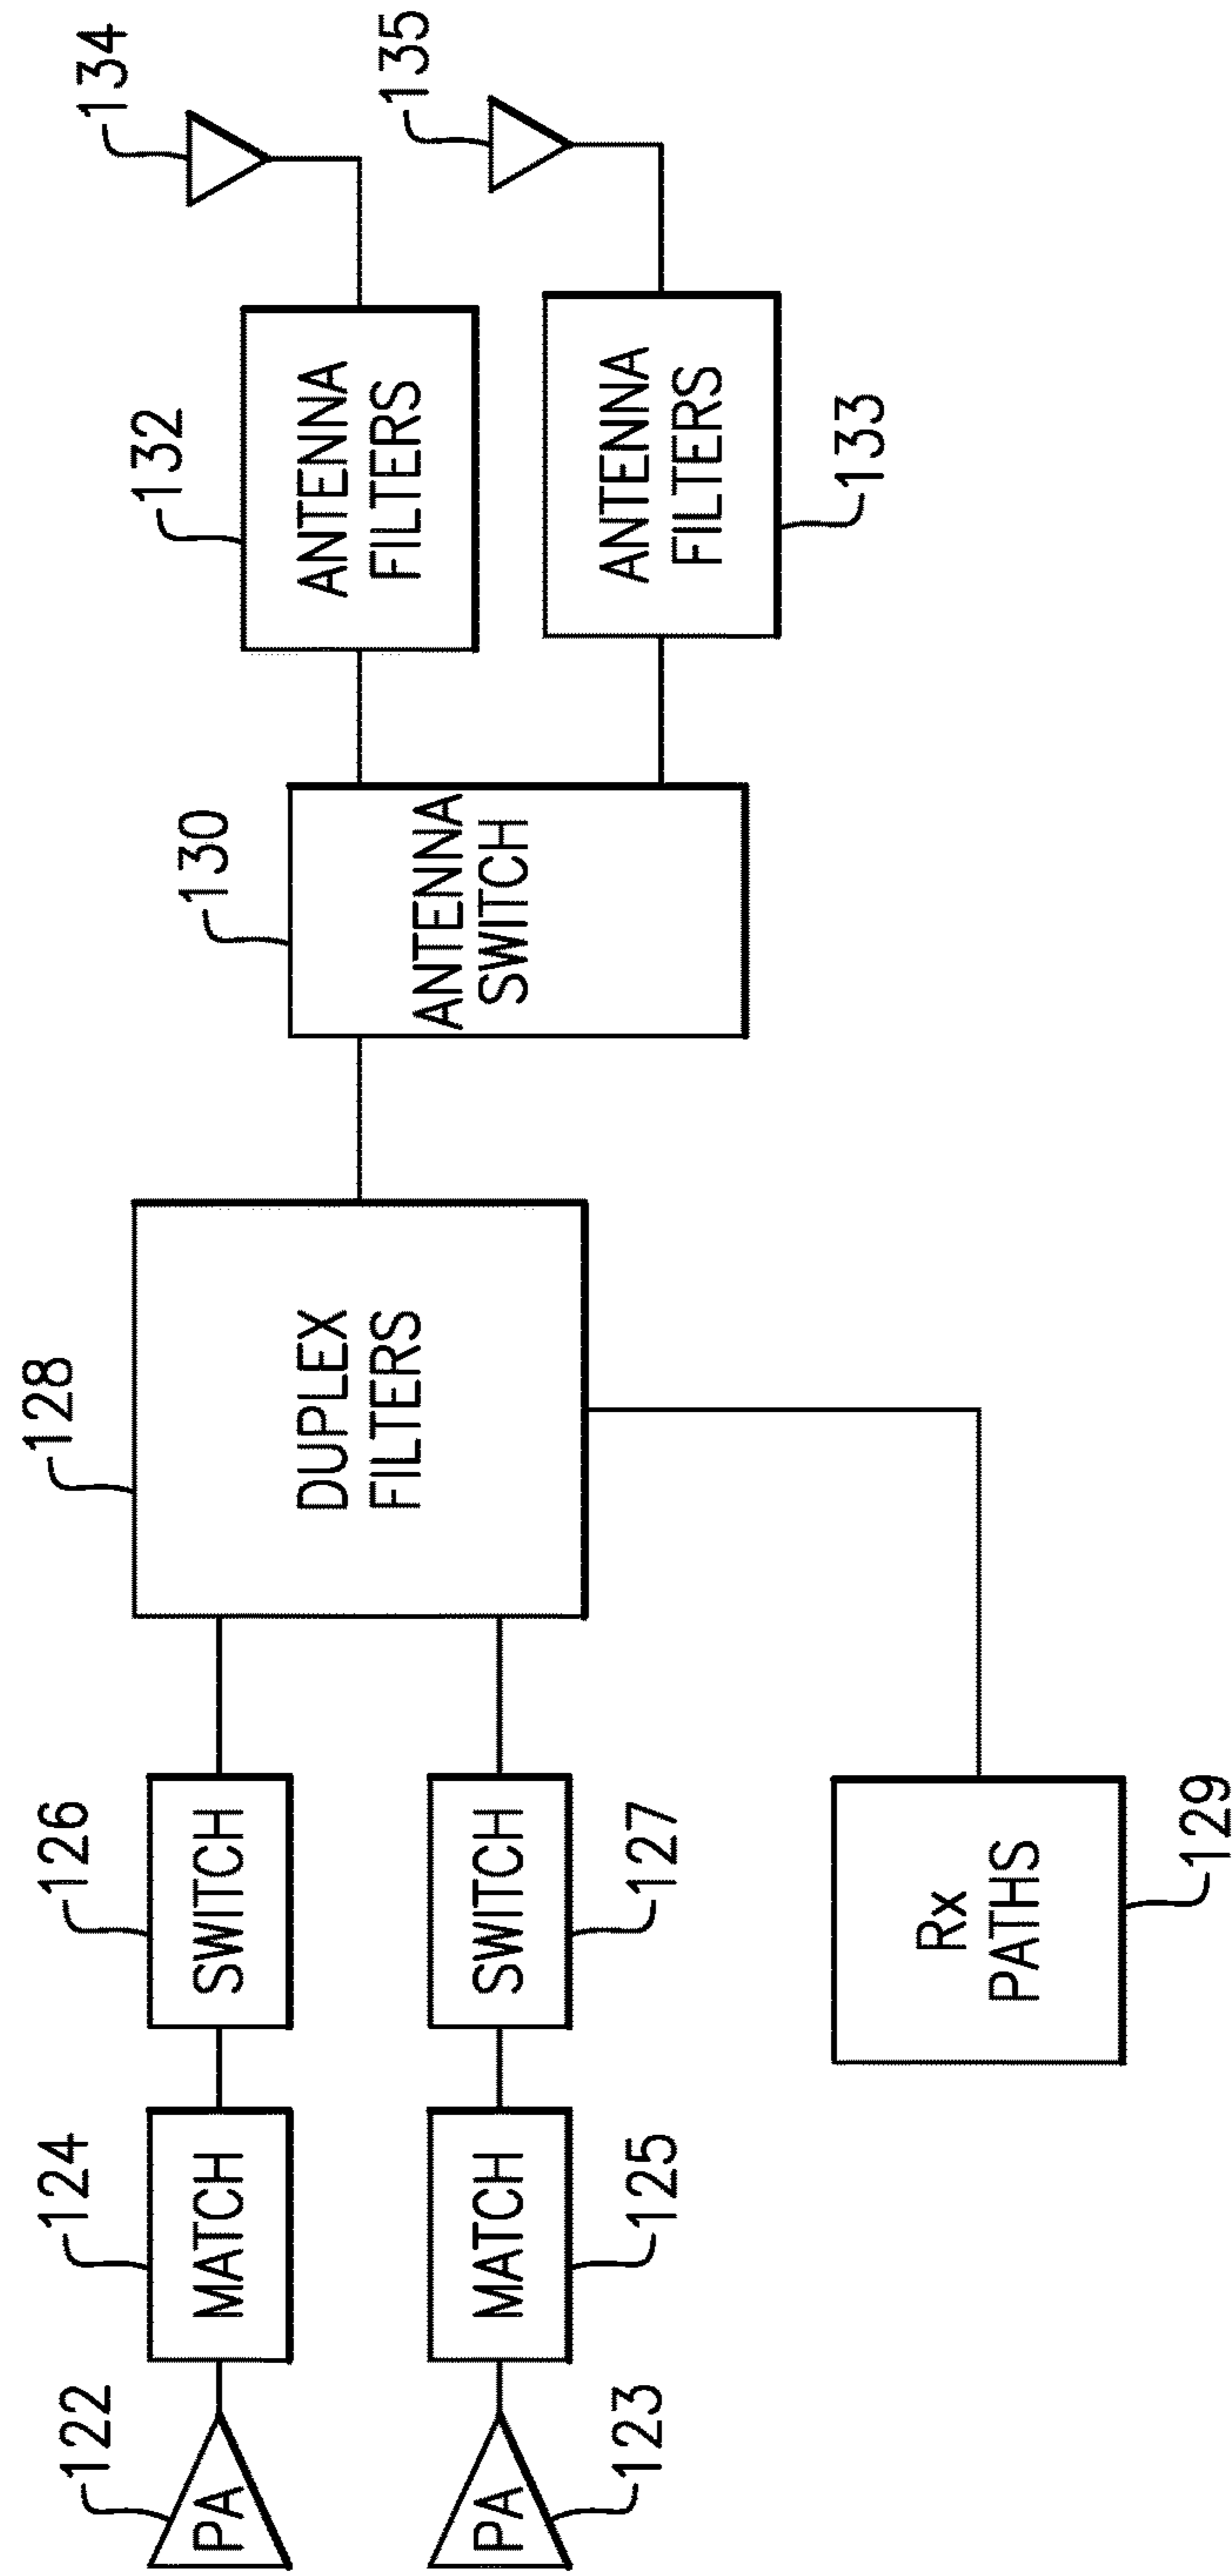 122
PA
124
MATCH
126
SWITCH
128
DUPLEX
FILTERS
130
ANTENNA
SWITCH
132
ANTENNA
FILTERS
134
PA
123
MATCH
125
SWITCH
127
ANTENNA
FILTERS
133
135
Rx
PATHS
129